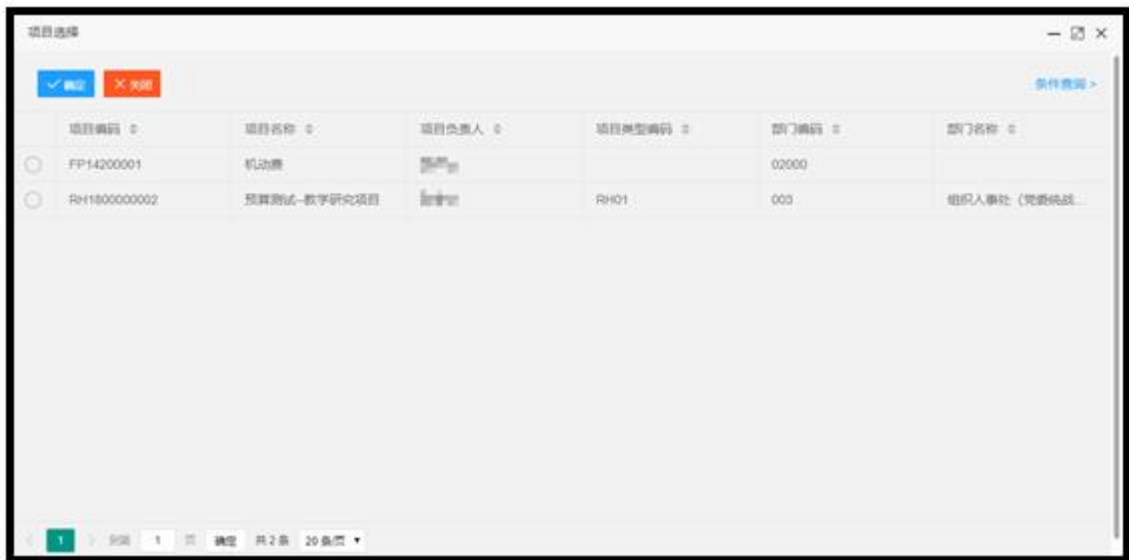 项目选择
确定 关闭 条件查询 >
项目编码 项目名称 项目负责人 项目类型编码 部门编码 部门名称
FP14200001 机动费 02000
RH1800000002 预算测试--教学研究项目 RH01 003 组织人事处（党委统战...
1 到第 1 页 确定 共 2 条 20 条/页